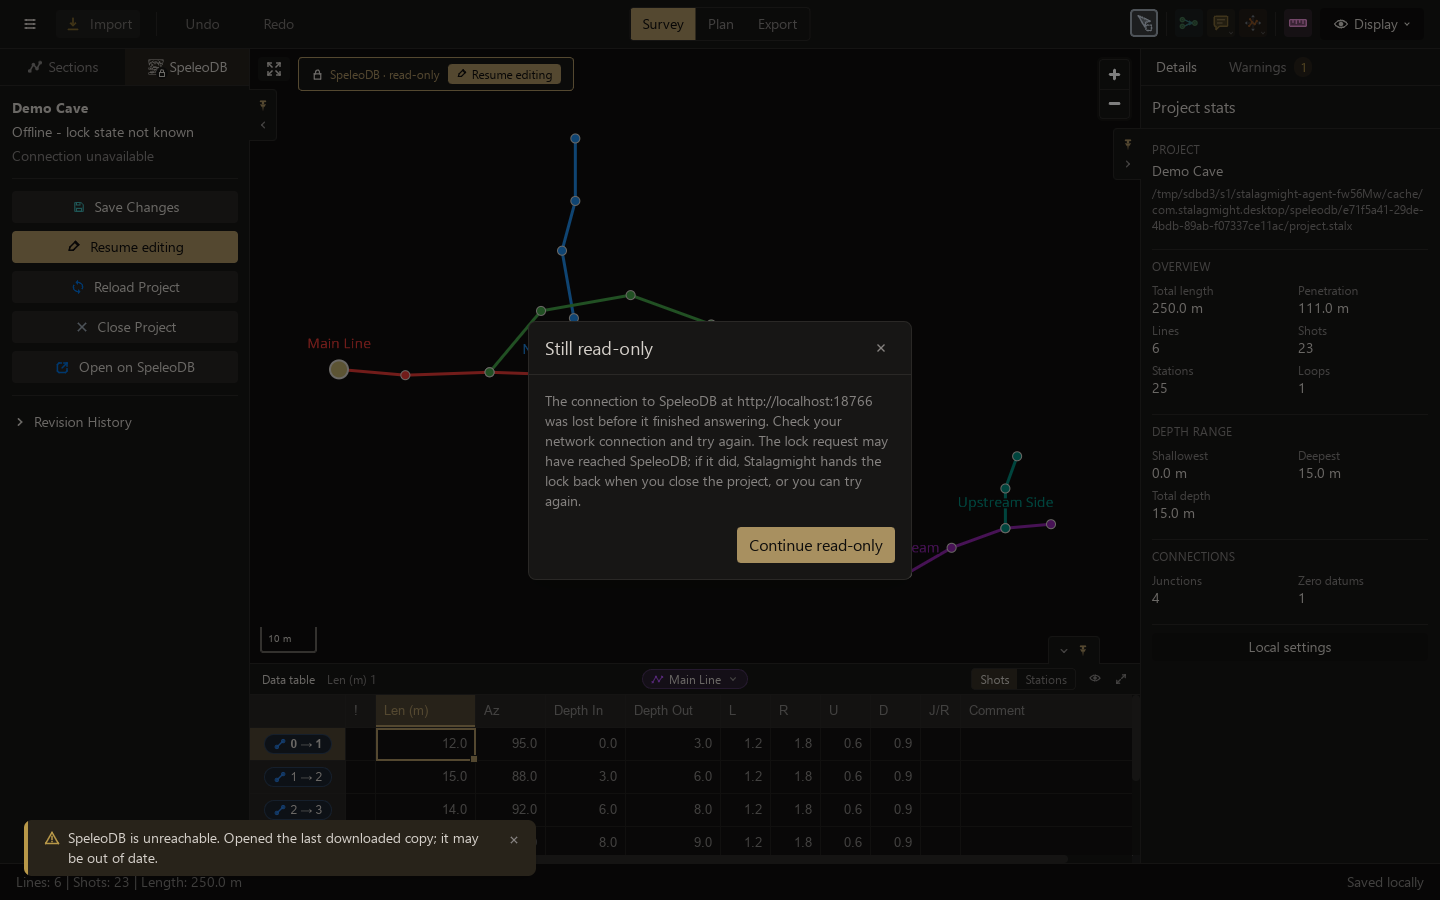 Import
Undo
Redo
Survey
Plan
Export
Display
Sections
SpeleoDB
SpeleoDB · read-only
Resume editing
Details
Warnings 1
Demo Cave
Offline - lock state not known
Connection unavailable
Save Changes
Resume editing
Reload Project
Close Project
Open on SpeleoDB
Revision History
Main Line
Upstream Side
eam
10 m
Still read-only
The connection to SpeleoDB at http://localhost:18766
was lost before it finished answering. Check your
network connection and try again. The lock request may
have reached SpeleoDB; if it did, Stalagmight hands the
lock back when you close the project, or you can try
again.
Continue read-only
Project stats
PROJECT
Demo Cave
/tmp/sdbd3/s1/stalagmight-agent-fw56Mw/cache/
com.stalagmight.desktop/speleodb/e71f5a41-29de-
4bdb-89ab-f07337ce11ac/project.stalx
OVERVIEW
Total length Penetration
250.0 m 111.0 m
Lines Shots
6 23
Stations Loops
25 1
DEPTH RANGE
Shallowest Deepest
0.0 m 15.0 m
Total depth
15.0 m
CONNECTIONS
Junctions Zero datums
4 1
Local settings
Data table Len (m) 1
Main Line
Shots Stations
! Len (m) Az Depth In Depth Out L R U D J/R Comment
0 → 1 12.0 95.0 0.0 3.0 1.2 1.8 0.6 0.9
1 → 2 15.0 88.0 3.0 6.0 1.2 1.8 0.6 0.9
2 → 3 14.0 92.0 6.0 8.0 1.2 1.8 0.6 0.9
8.0 9.0 1.2 1.8 0.6 0.9
SpeleoDB is unreachable. Opened the last downloaded copy; it may
be out of date.
Lines: 6 | Shots: 23 | Length: 250.0 m
Saved locally